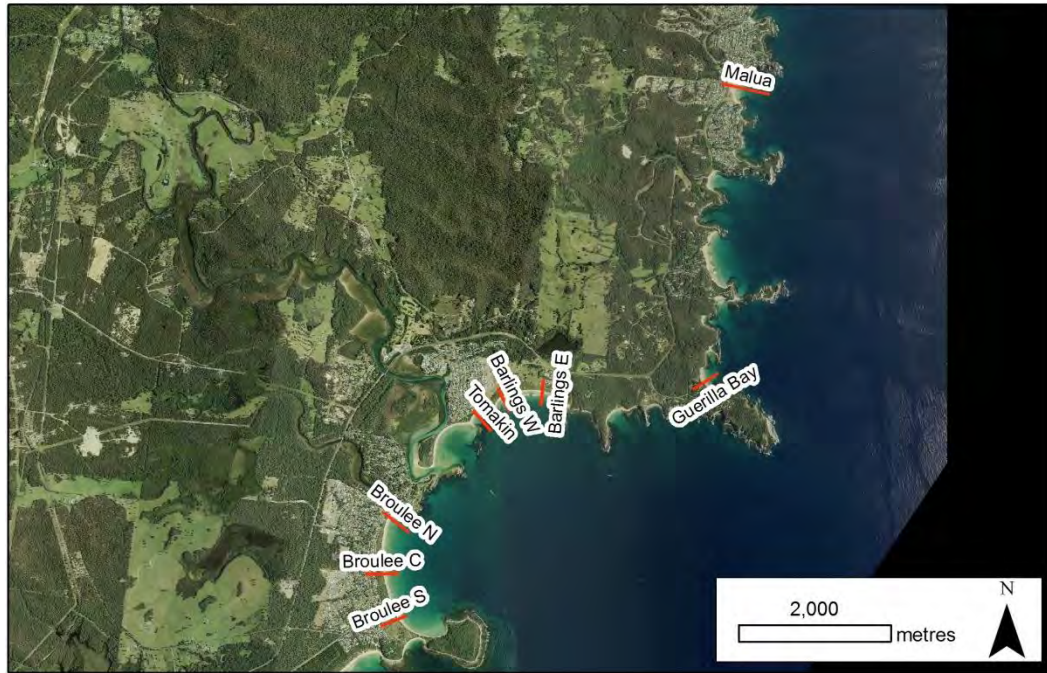 Malua
Barlings E
Barlings W
Guerilla Bay
Tomakin
Broulee N
Broulee C
Broulee S
N
2,000
metres